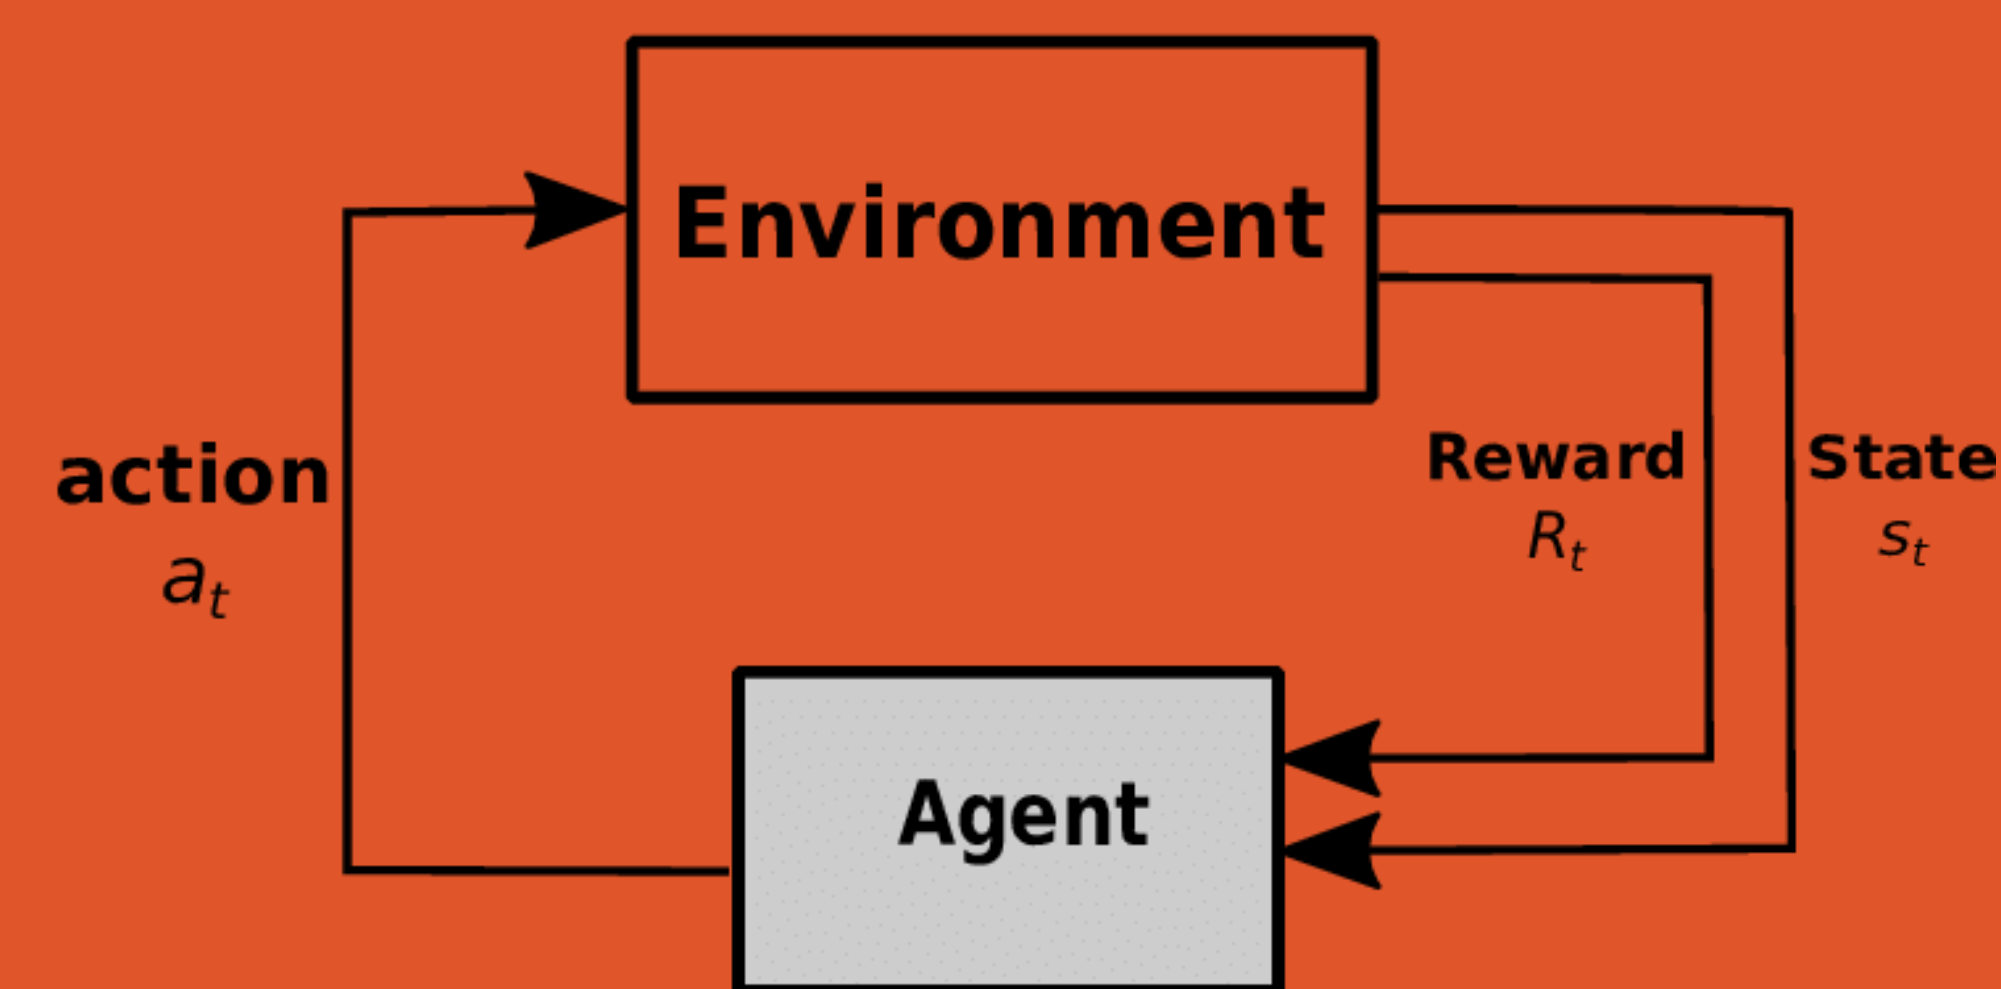 Environment
action
a_t
Reward
R_t
State
s_t
Agent